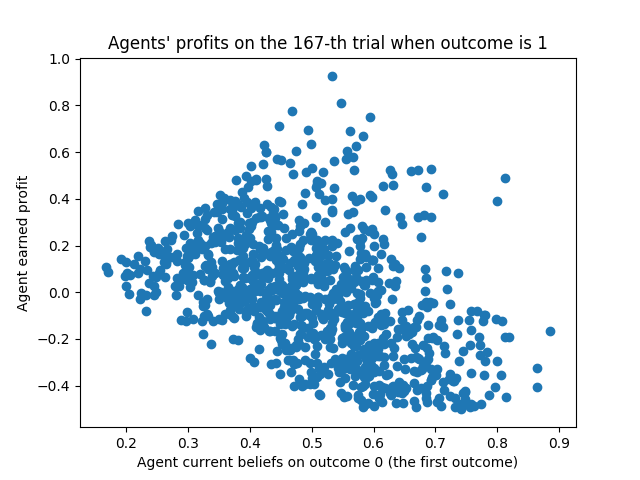 Agents' profits on the 167-th trial when outcome is 1
1.0
0.8
0.6
0.4
0.2
0.0
−0.2
−0.4
Agent earned profit
0.2 0.3 0.4 0.5 0.6 0.7 0.8 0.9
Agent current beliefs on outcome 0 (the first outcome)